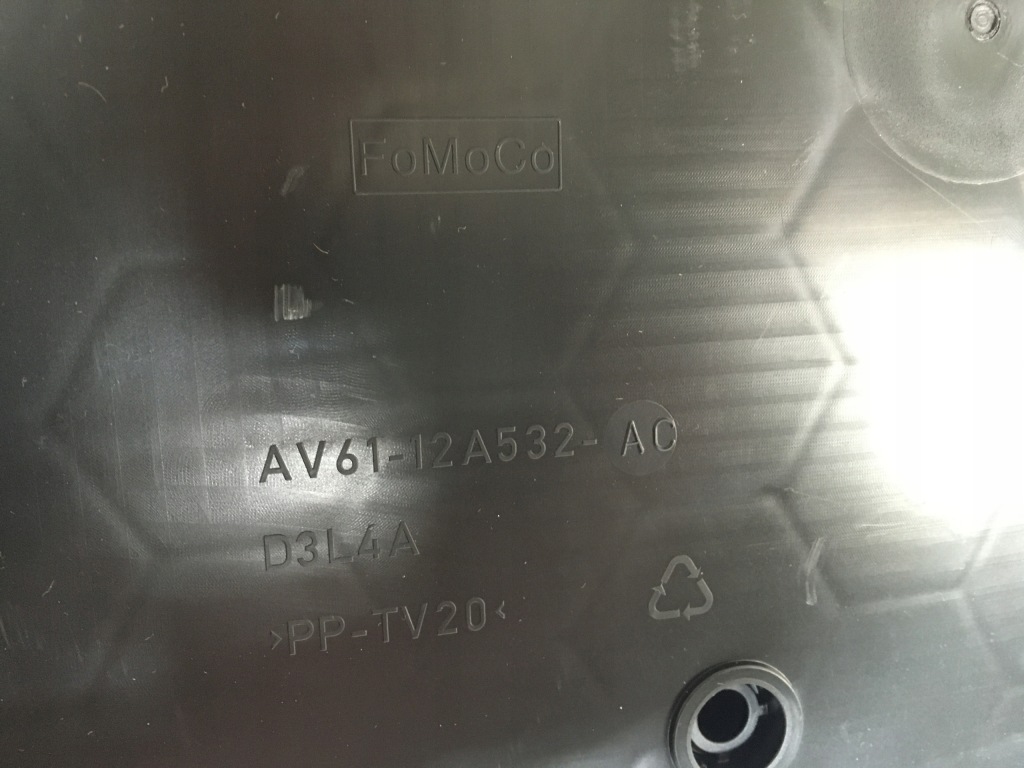 FoMoCo
AV61-12A532- AC
D3L4A
>PP-TV20<